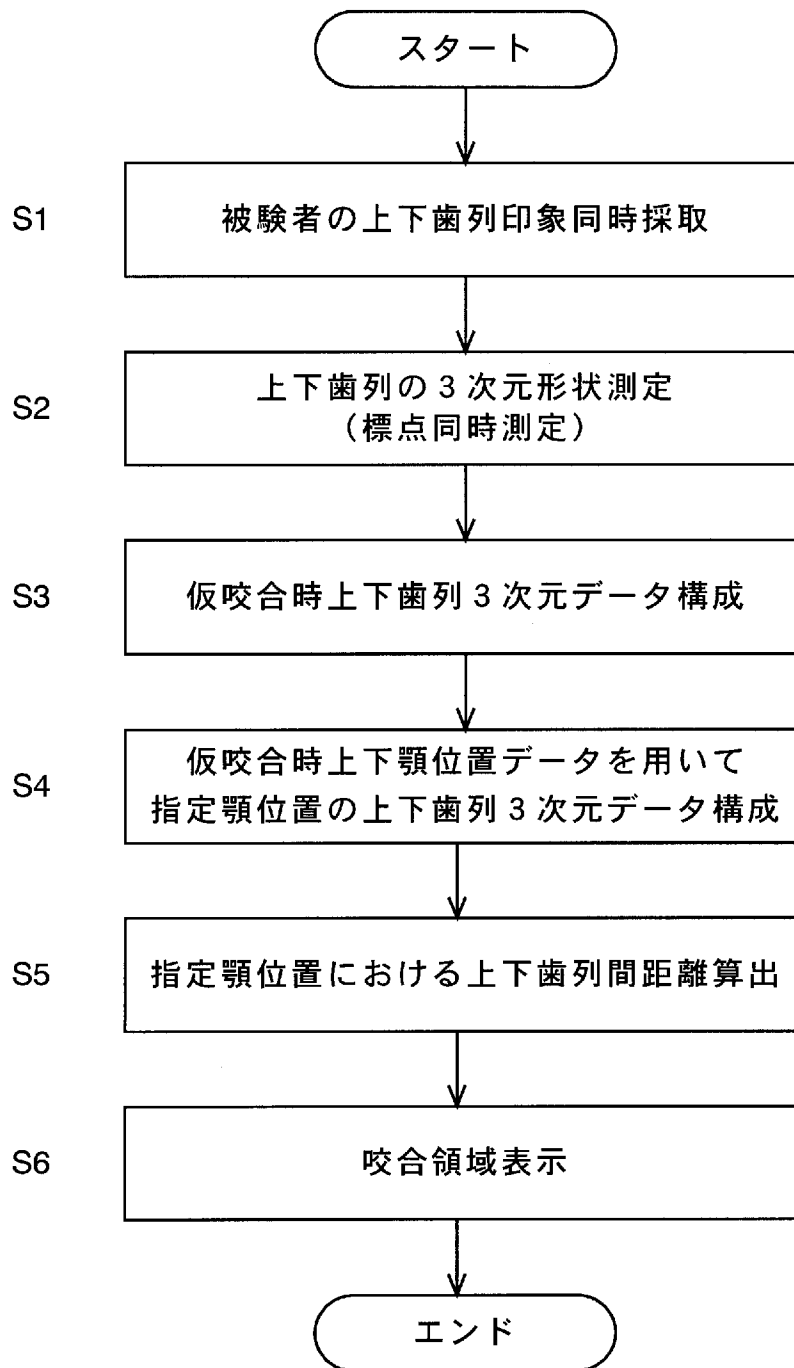 スタート
S1
被験者の上下歯列印象同時採取
S2
上下歯列の3次元形状測定
(標点同時測定)
S3
仮咬合時上下歯列3次元データ構成
S4
仮咬合時上下顎位置データを用いて
指定顎位置の上下歯列3次元データ構成
S5
指定顎位置における上下歯列間距離算出
S6
咬合領域表示
エンド